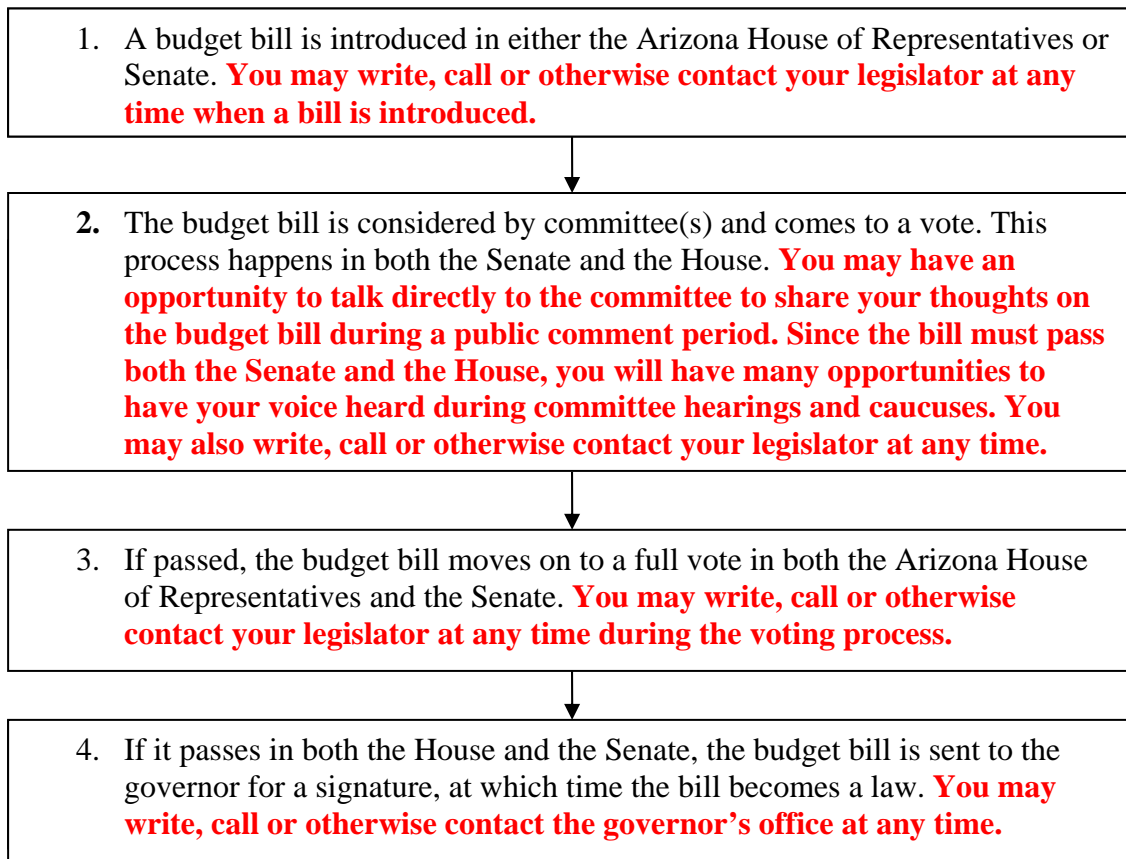 1. A budget bill is introduced in either the Arizona House of Representatives or
Senate. You may write, call or otherwise contact your legislator at any
time when a bill is introduced.
2. The budget bill is considered by committee(s) and comes to a vote. This
process happens in both the Senate and the House. You may have an
opportunity to talk directly to the committee to share your thoughts on
the budget bill during a public comment period. Since the bill must pass
both the Senate and the House, you will have many opportunities to
have your voice heard during committee hearings and caucuses. You
may also write, call or otherwise contact your legislator at any time.
3. If passed, the budget bill moves on to a full vote in both the Arizona House
of Representatives and the Senate. You may write, call or otherwise
contact your legislator at any time during the voting process.
4. If it passes in both the House and the Senate, the budget bill is sent to the
governor for a signature, at which time the bill becomes a law. You may
write, call or otherwise contact the governor’s office at any time.